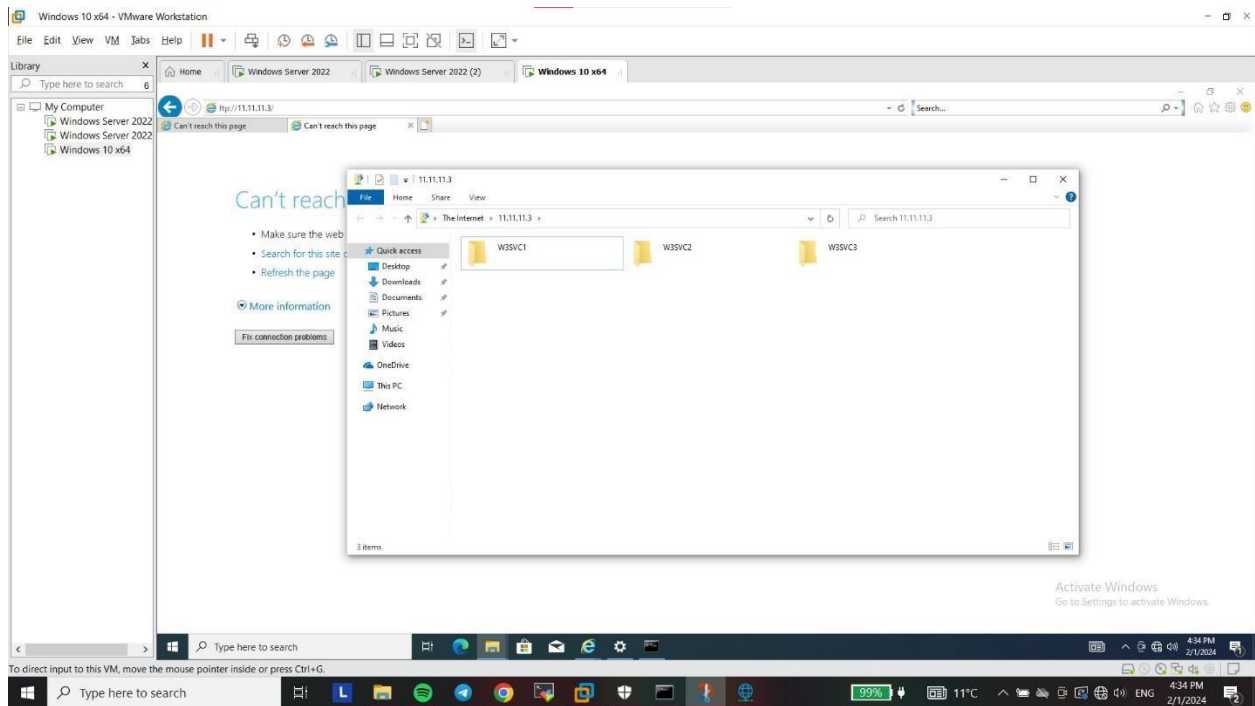 Windows 10 x64 - VMware Workstation
File Edit View VM Tabs Help
Library
Type here to search
My Computer
Windows Server 2022
Windows Server 2022
Windows 10 x64
Home
Windows Server 2022
Windows Server 2022 (2)
Windows 10 x64
ftp://11.11.11.3/
Search...
Can't reach this page
Can't reach this page
Can't reach
Make sure the web
Search for this site
Refresh the page
More information
Fix connection problems
11.11.11.3
File Home Share View
The Internet > 11.11.11.3 >
Search 11.11.11.3
Quick access
Desktop
Downloads
Documents
Pictures
Music
Videos
OneDrive
This PC
Network
W3SVC1
W3SVC2
W3SVC3
3 items
Activate Windows
Go to Settings to activate Windows.
Type here to search
4:34 PM
2/1/2024
To direct input to this VM, move the mouse pointer inside or press Ctrl+G.
Type here to search
99%
11°C
ENG
4:34 PM
2/1/2024
2